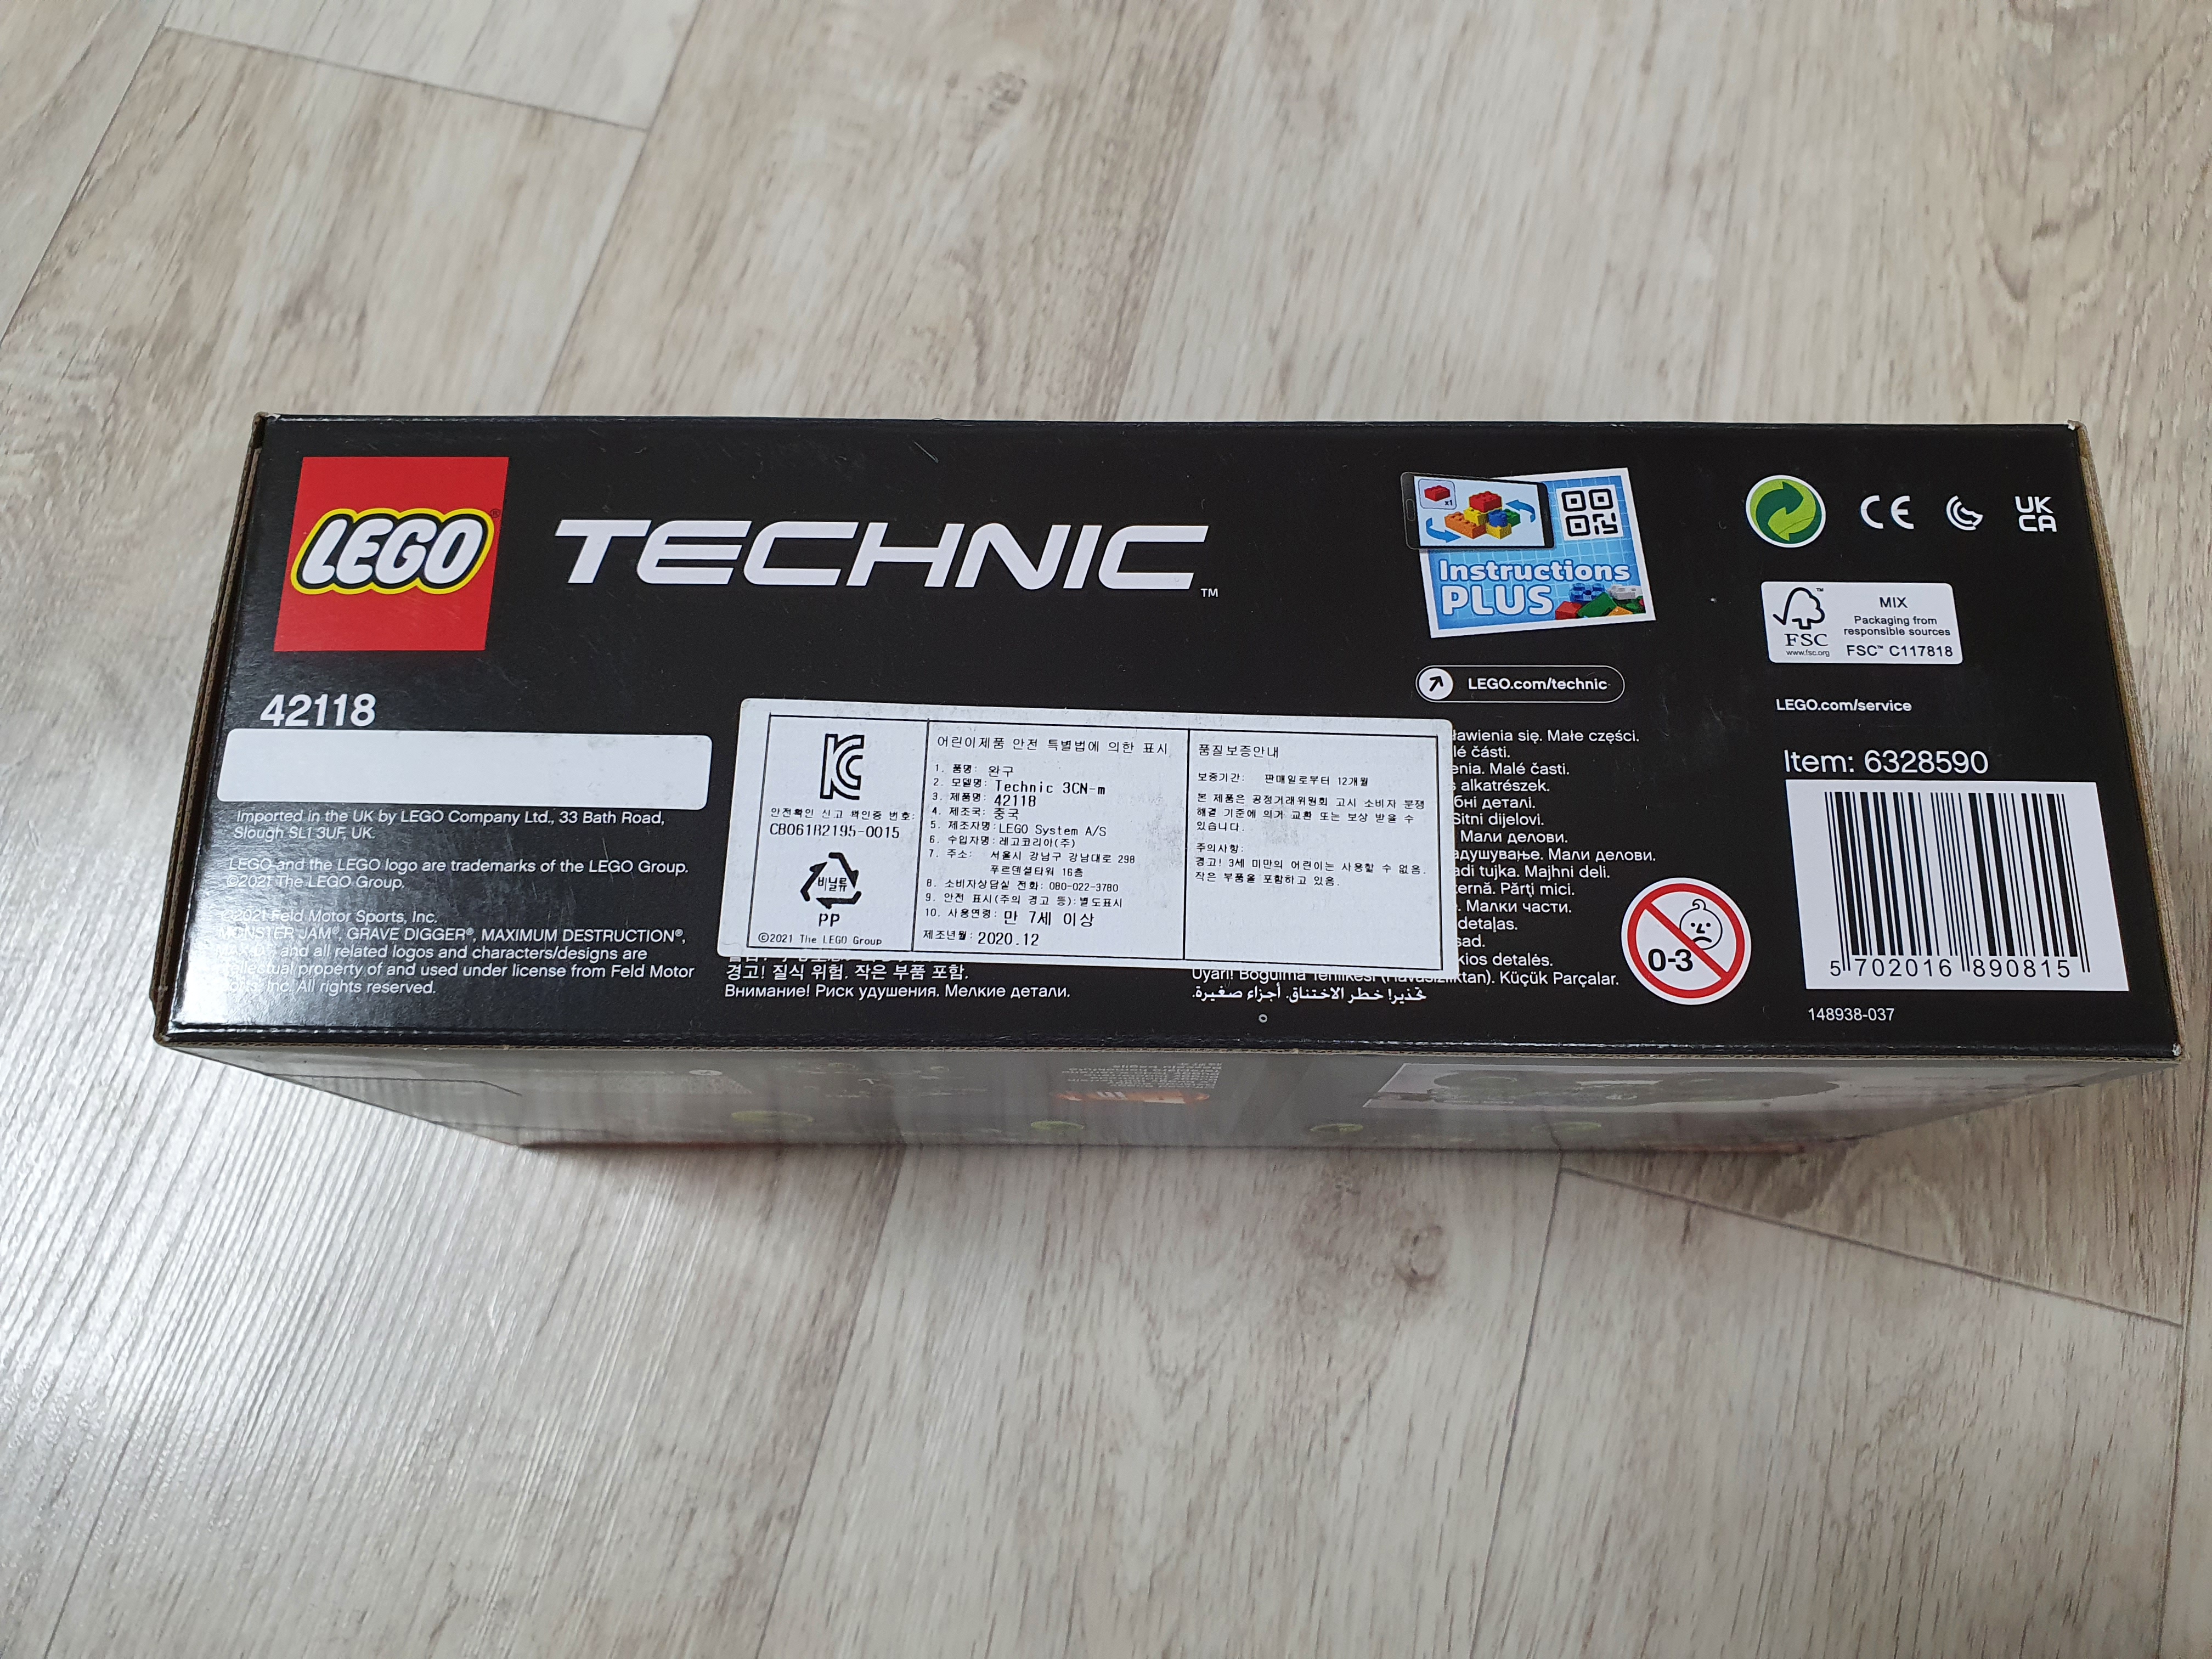 LEGO®
TECHNIC™
x1
Instructions
PLUS
CE
UK
CA
FSC™
www.fsc.org
MIX
Packaging from
responsible sources
FSC™ C117818
42118
LEGO.com/technic
LEGO.com/service
Item: 6328590
5 702016 890815
148938-037
0-3
Imported in the UK by LEGO Company Ltd., 33 Bath Road,
Slough SL1 3UF, UK.
LEGO and the LEGO logo are trademarks of the LEGO Group.
©2021 The LEGO Group.
©2021 Feld Motor Sports, Inc.
MONSTER JAM®, GRAVE DIGGER®, MAXIMUM DESTRUCTION®,
and all related logos and characters/designs are
intellectual property of and used under license from Feld Motor
Sports, Inc. All rights reserved.
안전확인 신고 확인증 번호:
CB061R2195-0015
비닐류
PP
©2021 The LEGO Group
어린이제품 안전 특별법에 의한 표시
1. 품명: 완구
2. 모델명: Technic 3CN-m
3. 제품명: 42118
4. 제조국: 중국
5. 제조자명: LEGO System A/S
6. 수입자명: 레고코리아(주)
7. 주소: 서울시 강남구 강남대로 298
푸르덴셜타워 16층
8. 소비자상담실 전화: 080-022-3780
9. 안전 표시(주의 경고 등): 별도표시
10. 사용연령: 만 7세 이상
제조년월: 2020.12
품질보증안내
보증기간: 판매일로부터 12개월
본 제품은 공정거래위원회 고시 소비자 분쟁
해결 기준에 의거 교환 또는 보상 받을 수
있습니다.
주의사항:
경고! 3세 미만의 어린이는 사용할 수 없음.
작은 부품을 포함하고 있음.
경고! 질식 위험. 작은 부품 포함.
Внимание! Риск удушения. Мелкие детали.
się. Małe części.
části.
Malé časti.
alkatrészek.
деталі.
Sitni dijelovi.
Мали делови.
Мали делови.
tujka. Majhni deli.
Părți mici.
Малки части.
detaļas.
detalės.
Uyarı! Boğulma Tehlikesi Küçük Parçalar.
تحذير! خطر الاختناق. أجزاء صغيرة.